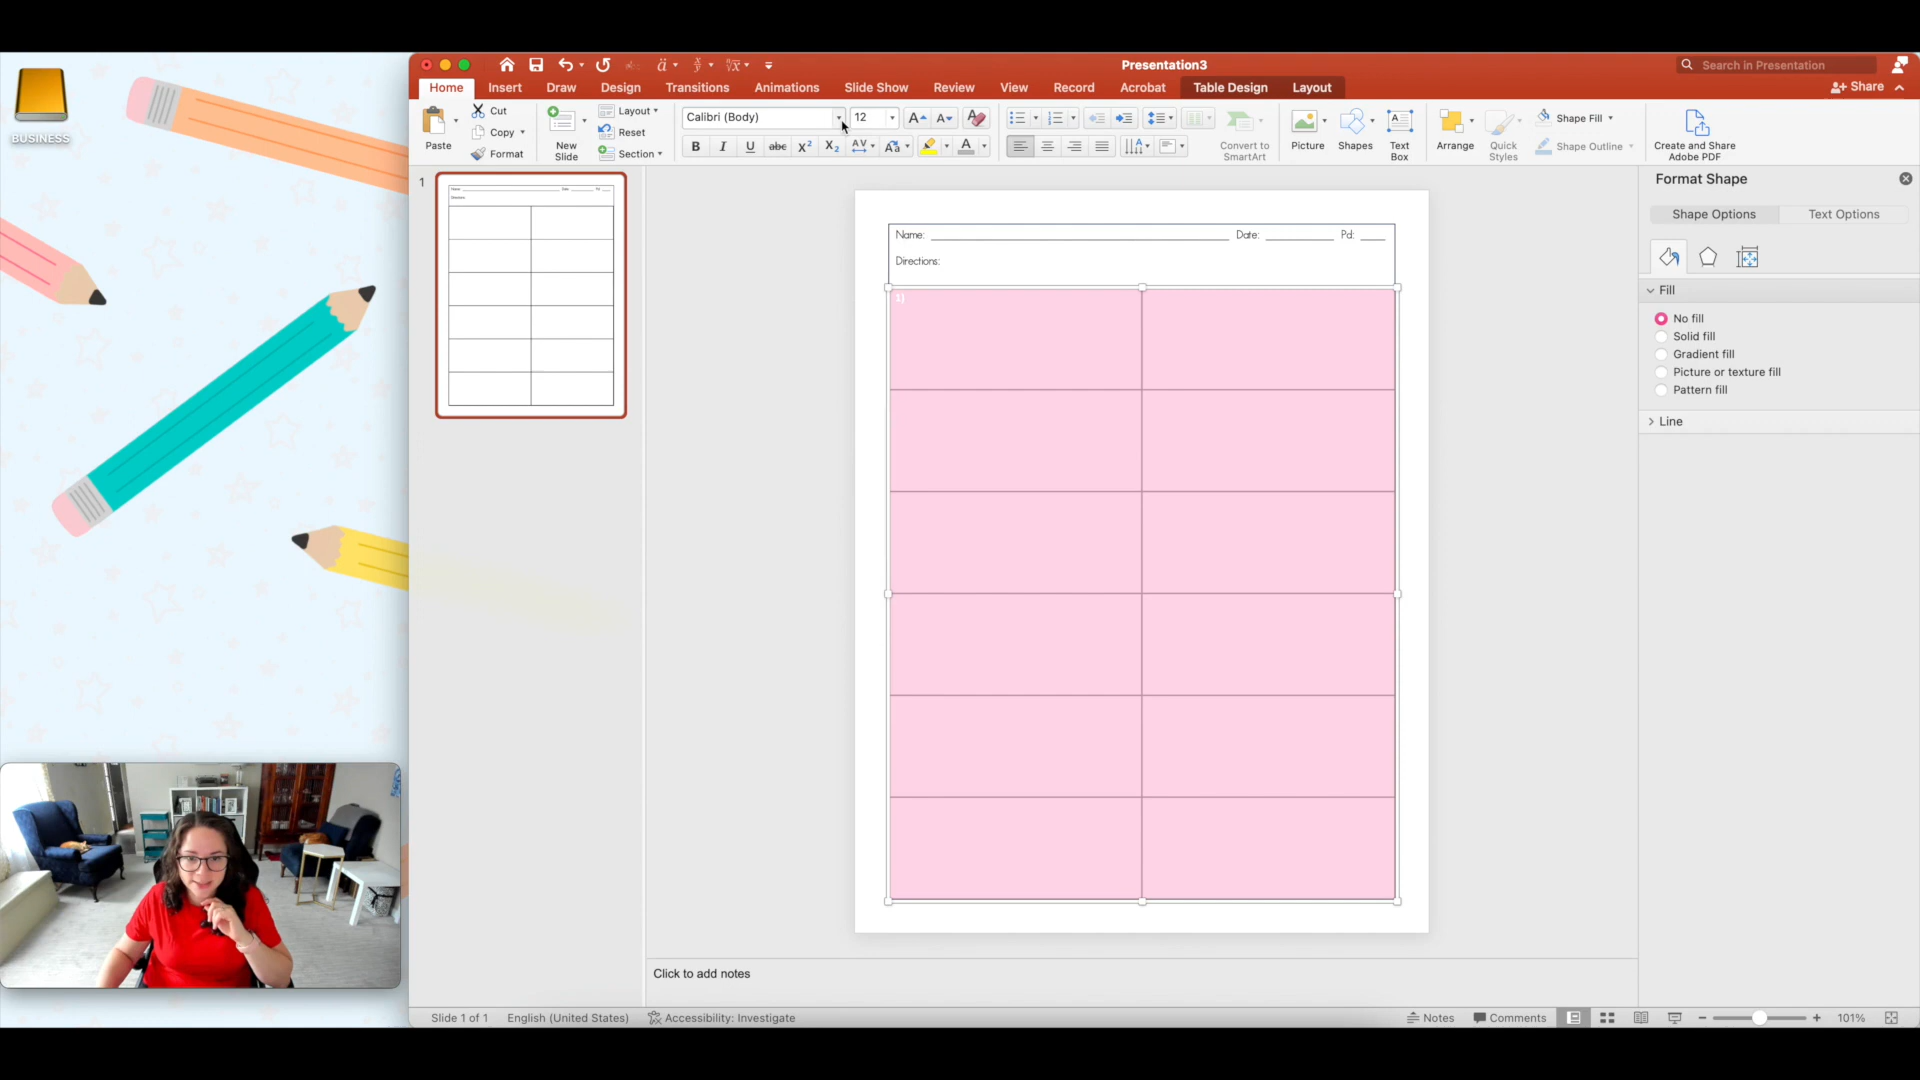 BUSINESS
Presentation3
Search in Presentation
Home Insert Draw Design Transitions Animations Slide Show Review View Record Acrobat Table Design Layout
Share
Paste
Cut
Copy
Format
New Slide
Layout
Reset
Section
Calibri (Body) 12
Convert to SmartArt
Picture
Shapes
Text Box
Arrange
Quick Styles
Shape Fill
Shape Outline
Create and Share Adobe PDF
1
Name: Date: Pd:
Directions:
1)
Format Shape
Shape Options Text Options
Fill
No fill
Solid fill
Gradient fill
Picture or texture fill
Pattern fill
Line
Click to add notes
Slide 1 of 1 English (United States) Accessibility: Investigate Notes Comments 101%